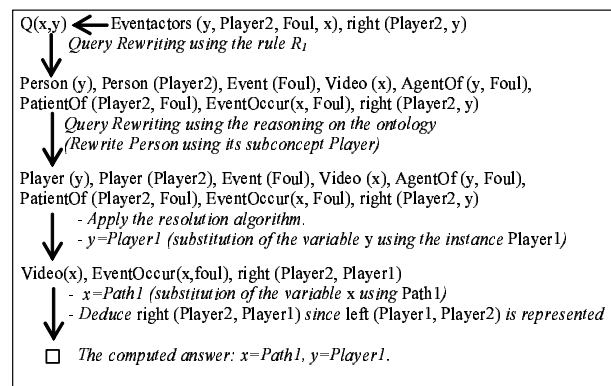 Q(x,y) Eventactors (y, Player2, Foul, x), right (Player2, y)
Query Rewriting using the rule R1
Person (y), Person (Player2), Event (Foul), Video (x), AgentOf (y, Foul),
PatientOf (Player2, Foul), EventOccur(x, Foul), right (Player2, y)
Query Rewriting using the reasoning on the ontology
(Rewrite Person using its subconcept Player)
Player (y), Player (Player2), Event (Foul), Video (x), AgentOf (y, Foul),
PatientOf (Player2, Foul), EventOccur(x, Foul), right (Player2, y)
- Apply the resolution algorithm.
- y=Player1 (substitution of the variable y using the instance Player1)
Video(x), EventOccur(x,foul), right (Player2, Player1)
- x=Path1 (substitution of the variable x using Path1)
- Deduce right (Player2, Player1) since left (Player1, Player2) is represented
The computed answer: x=Path1, y=Player1.